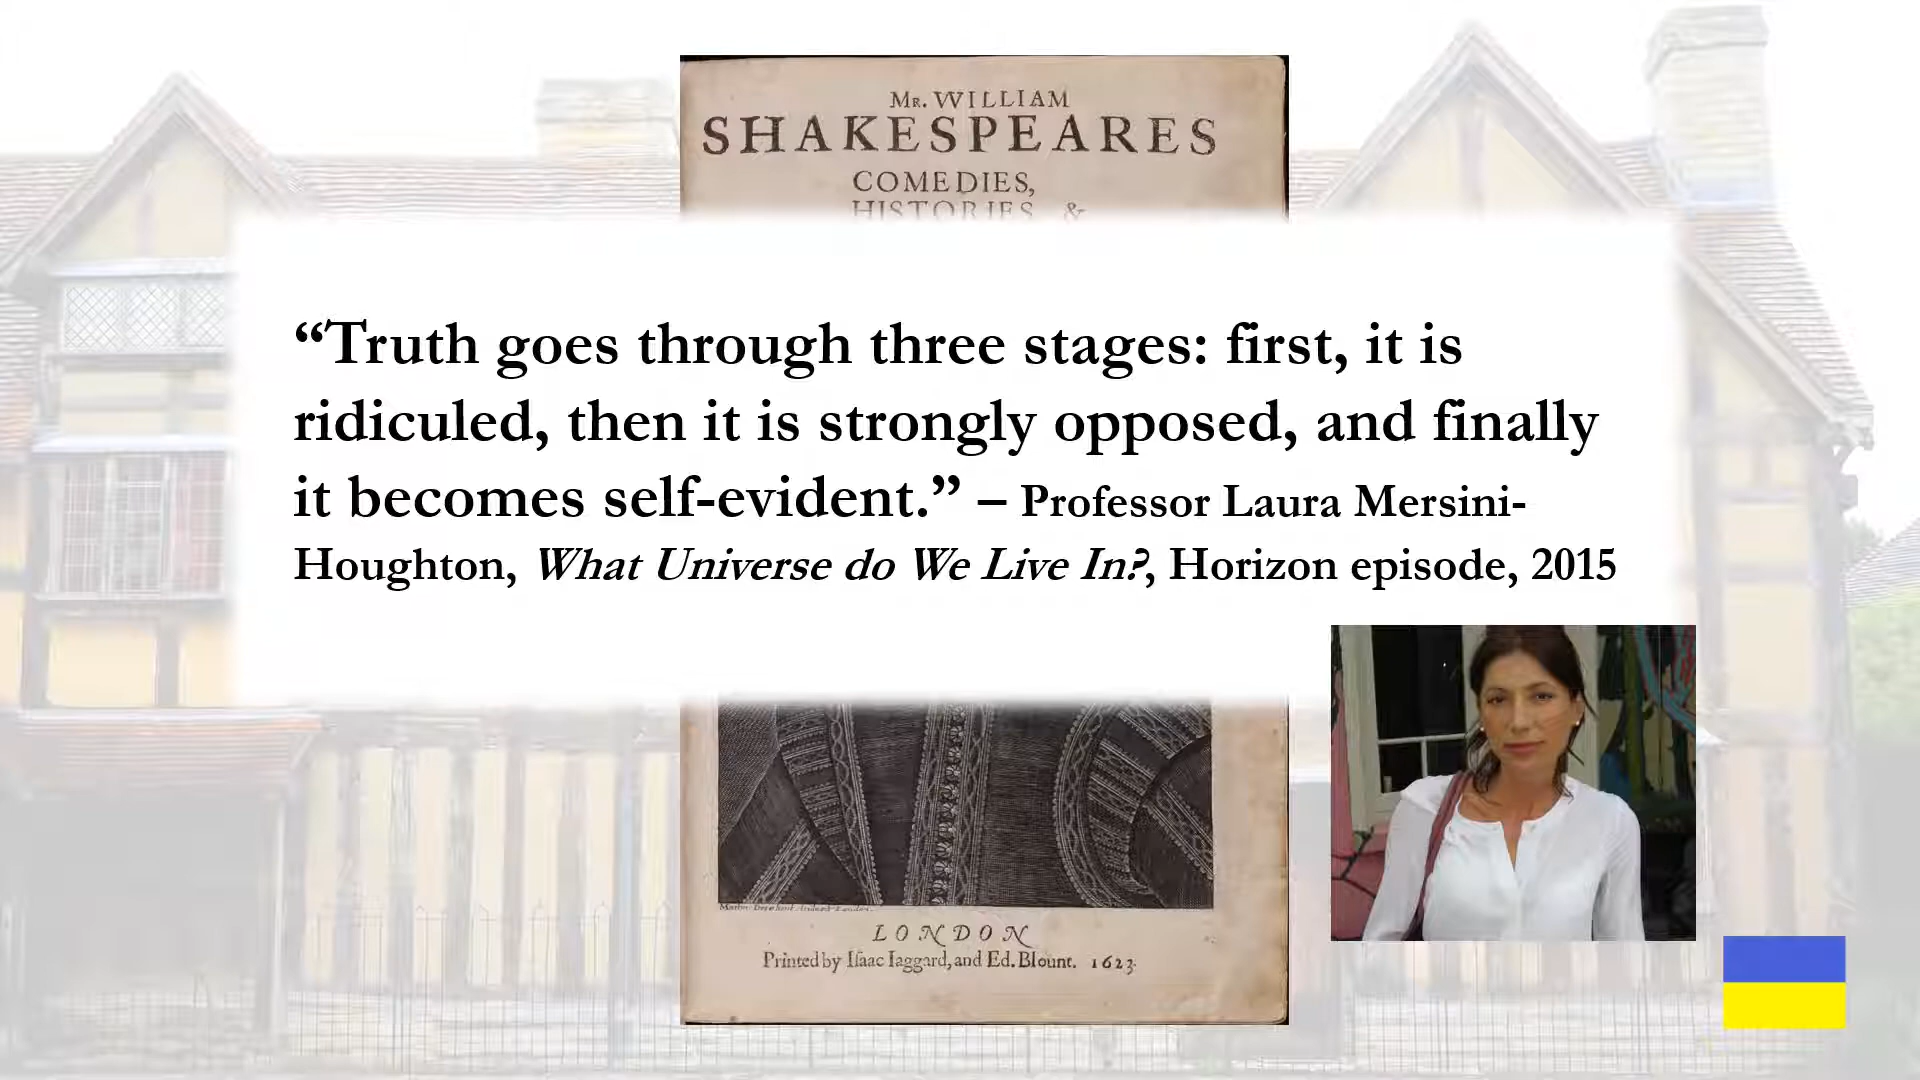 Mr. WILLIAM
SHAKESPEARES
COMEDIES,
HISTORIES, &
“Truth goes through three stages: first, it is
ridiculed, then it is strongly opposed, and finally
it becomes self-evident.” – Professor Laura Mersini-
Houghton, What Universe do We Live In?, Horizon episode, 2015
LONDON
Printed by Isaac Iaggard, and Ed. Blount. 1623.